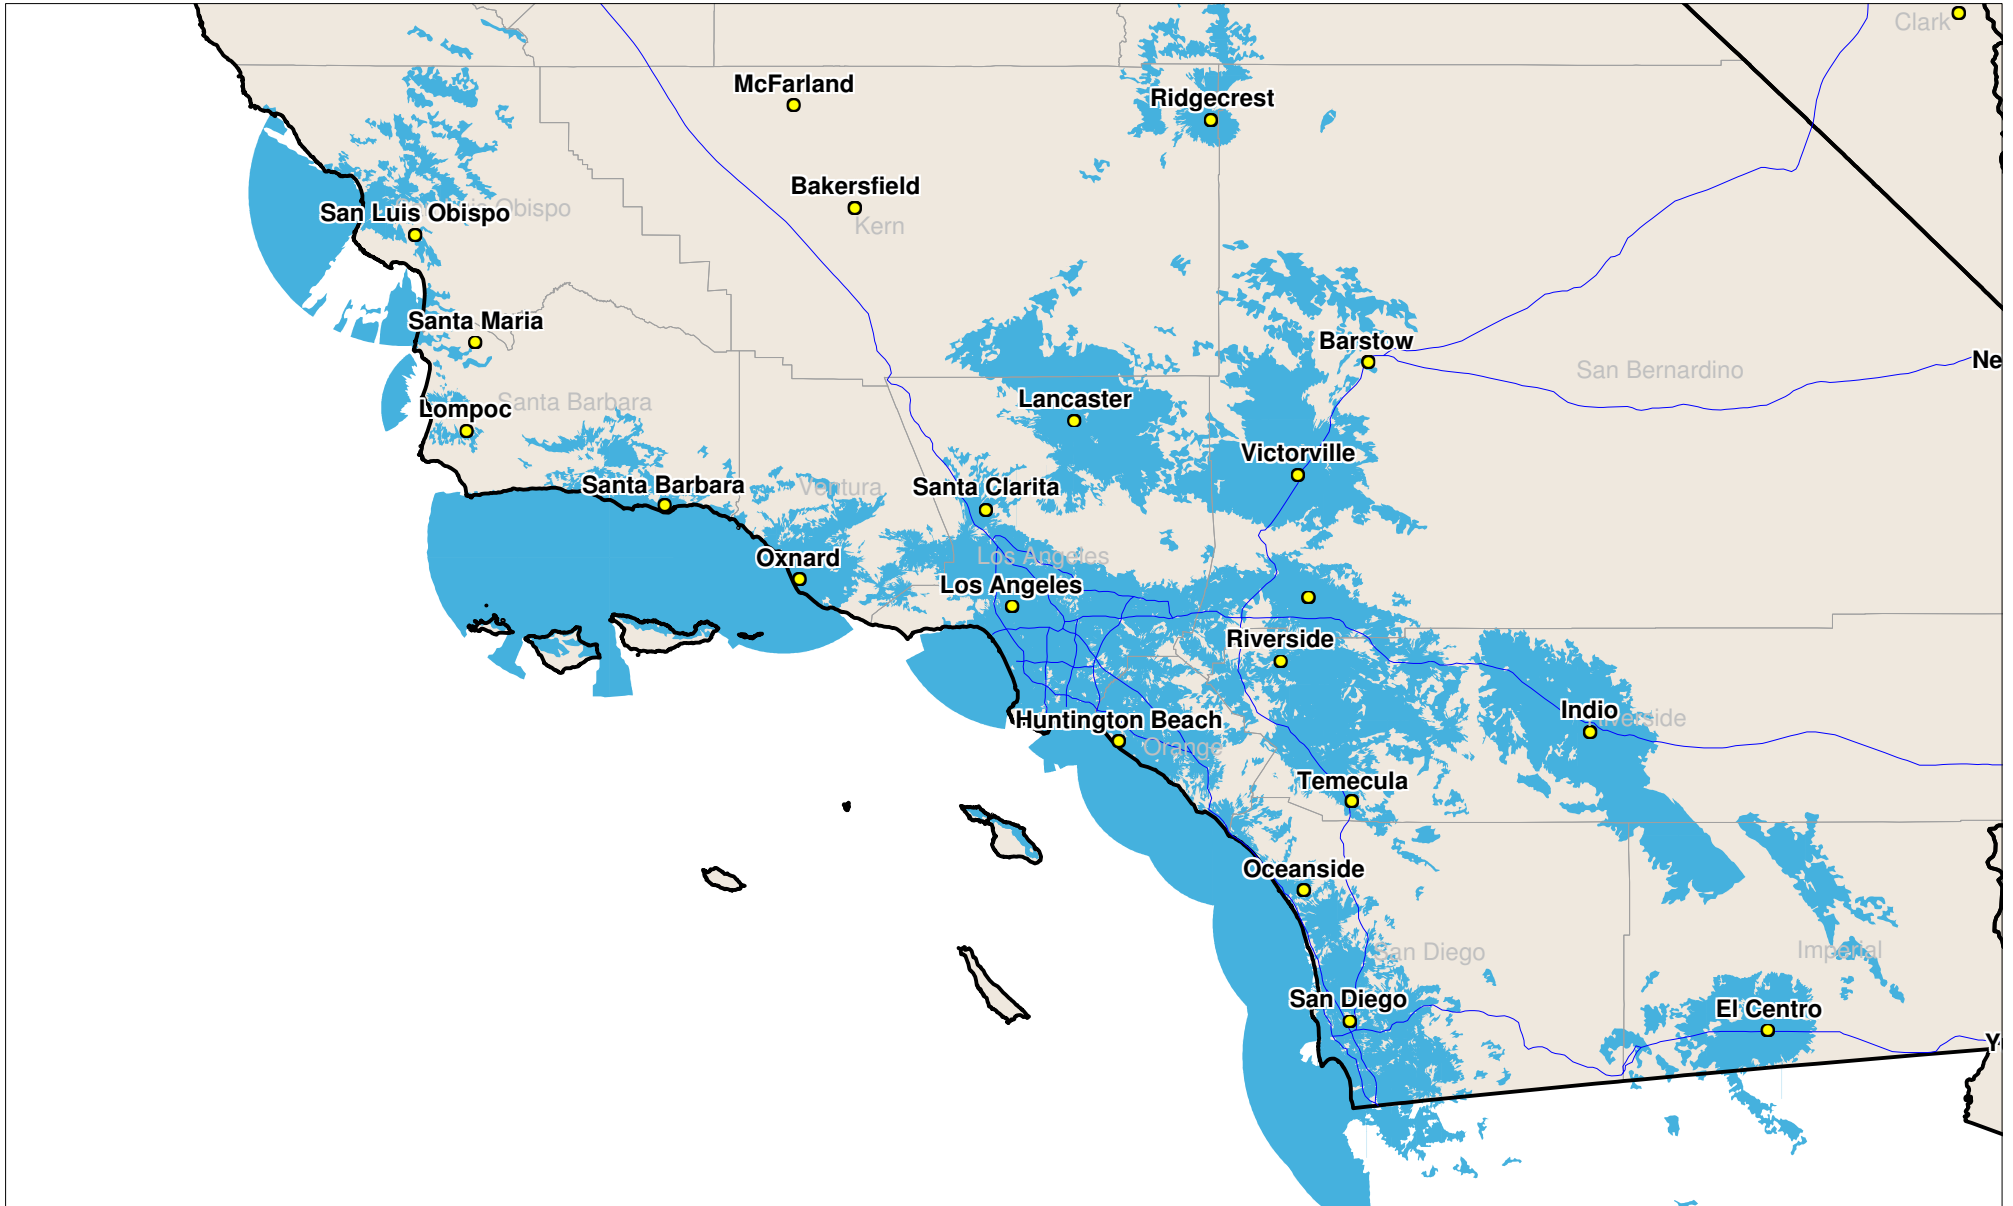 Clark
McFarland
Ridgecrest
Bakersfield
San Luis Obispo
Obispo
Kern
Santa Maria
Barstow
Ne
San Bernardino
Lancaster
Lompoc
Santa Barbara
Victorville
Santa Barbara
Ventura
Santa Clarita
Oxnard
Los Angeles
Los Angeles
Riverside
Huntington Beach
Orange
Indio
Riverside
Temecula
Oceanside
San Diego
Imperial
San Diego
El Centro
Y